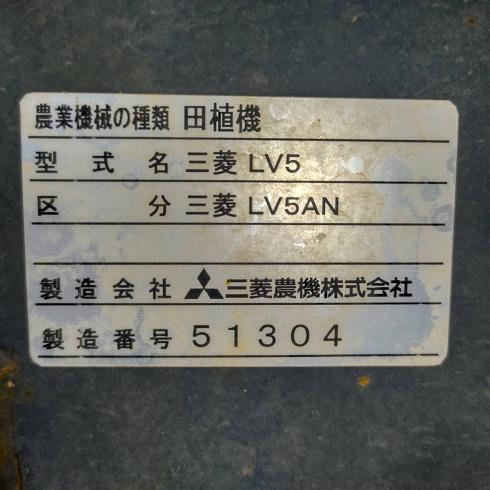 農業機械の種類 田植機
型式名 三菱 LV5
区分 三菱 LV5AN
製造会社 三菱農機株式会社
製造番号 51304